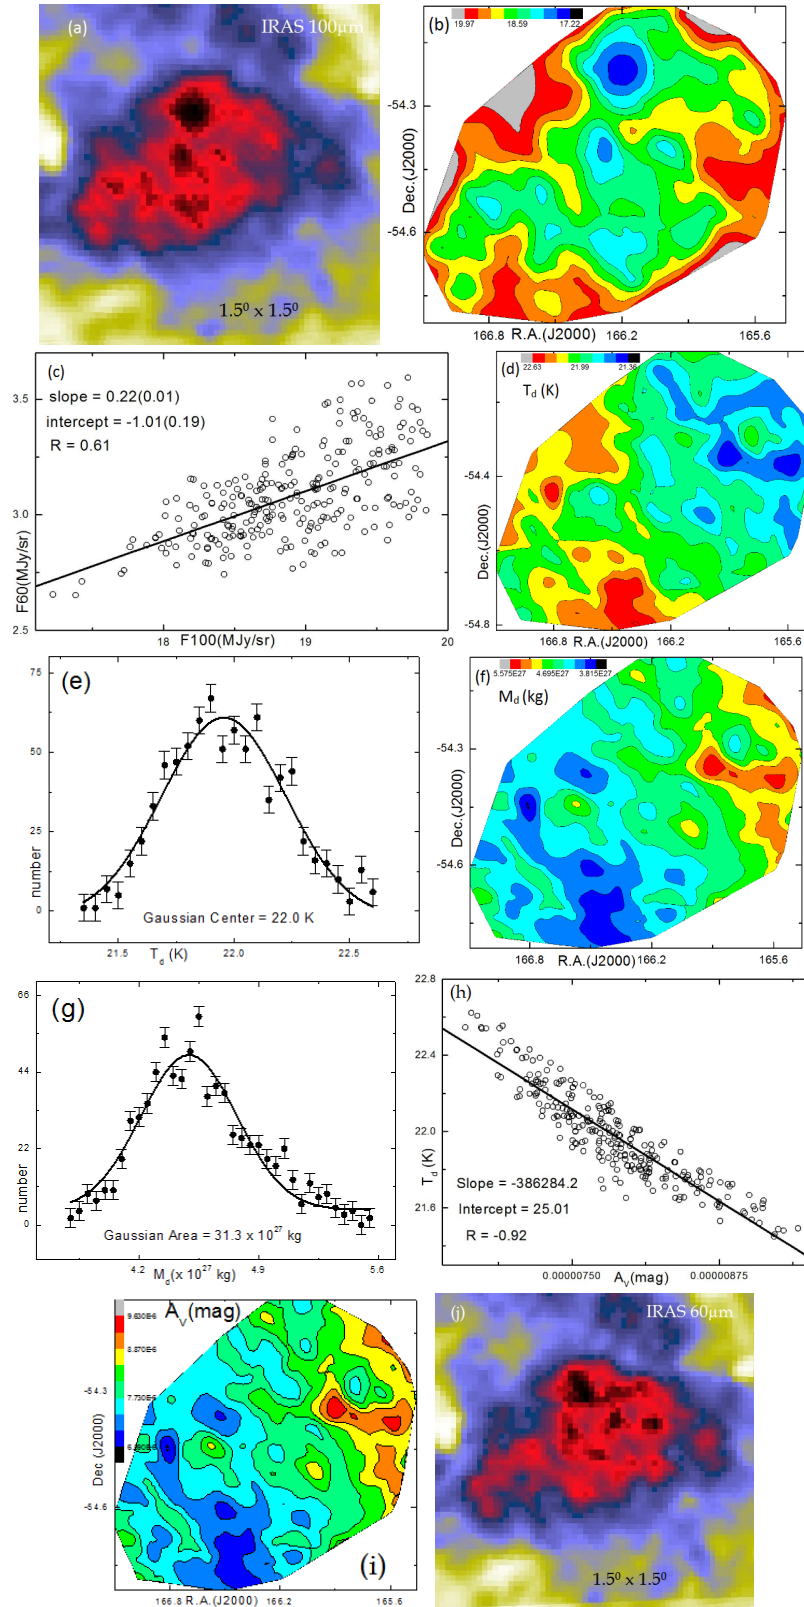 (a) IRAS 100μm
1.5⁰ x 1.5⁰
(b)
19.97 18.59 17.22
Dec.(J2000)
-54.3
-54.6
166.8 R.A.(J2000) 166.2 165.6
(c)
slope = 0.22(0.01)
intercept = -1.01(0.19)
R = 0.61
F60(MJy/sr)
3.5
3.0
2.5
18 19 20
F100(MJy/sr)
(d)
22.63 21.99 21.36
T_d (K)
Dec.(J2000)
-54.4
-54.8
166.8 R.A.(J2000) 166.2 165.6
(e)
number
75
50
25
0
Gaussian Center = 22.0 K
21.5 22.0 22.5
T_d (K)
(f)
5.575E27 4.695E27 3.815E27
M_d (kg)
Dec.(J2000)
-54.3
-54.6
166.8 R.A.(J2000) 166.2 165.6
(g)
number
66
44
22
0
Gaussian Area = 31.3 x 10²⁷ kg
4.2 4.9 5.6
M_d(x 10²⁷ kg)
(h)
T_d (K)
22.8
22.4
22.0
21.6
Slope = -386284.2
Intercept = 25.01
R = -0.92
0.00000750 0.00000875
A_V(mag)
A_V(mag)
9.630E-6
8.870E-6
7.730E-6
Dec (J2000)
-54.3
-54.6
(i)
166.8 R.A.(J2000) 166.2 165.6
(j) IRAS 60μm
1.5⁰ x 1.5⁰